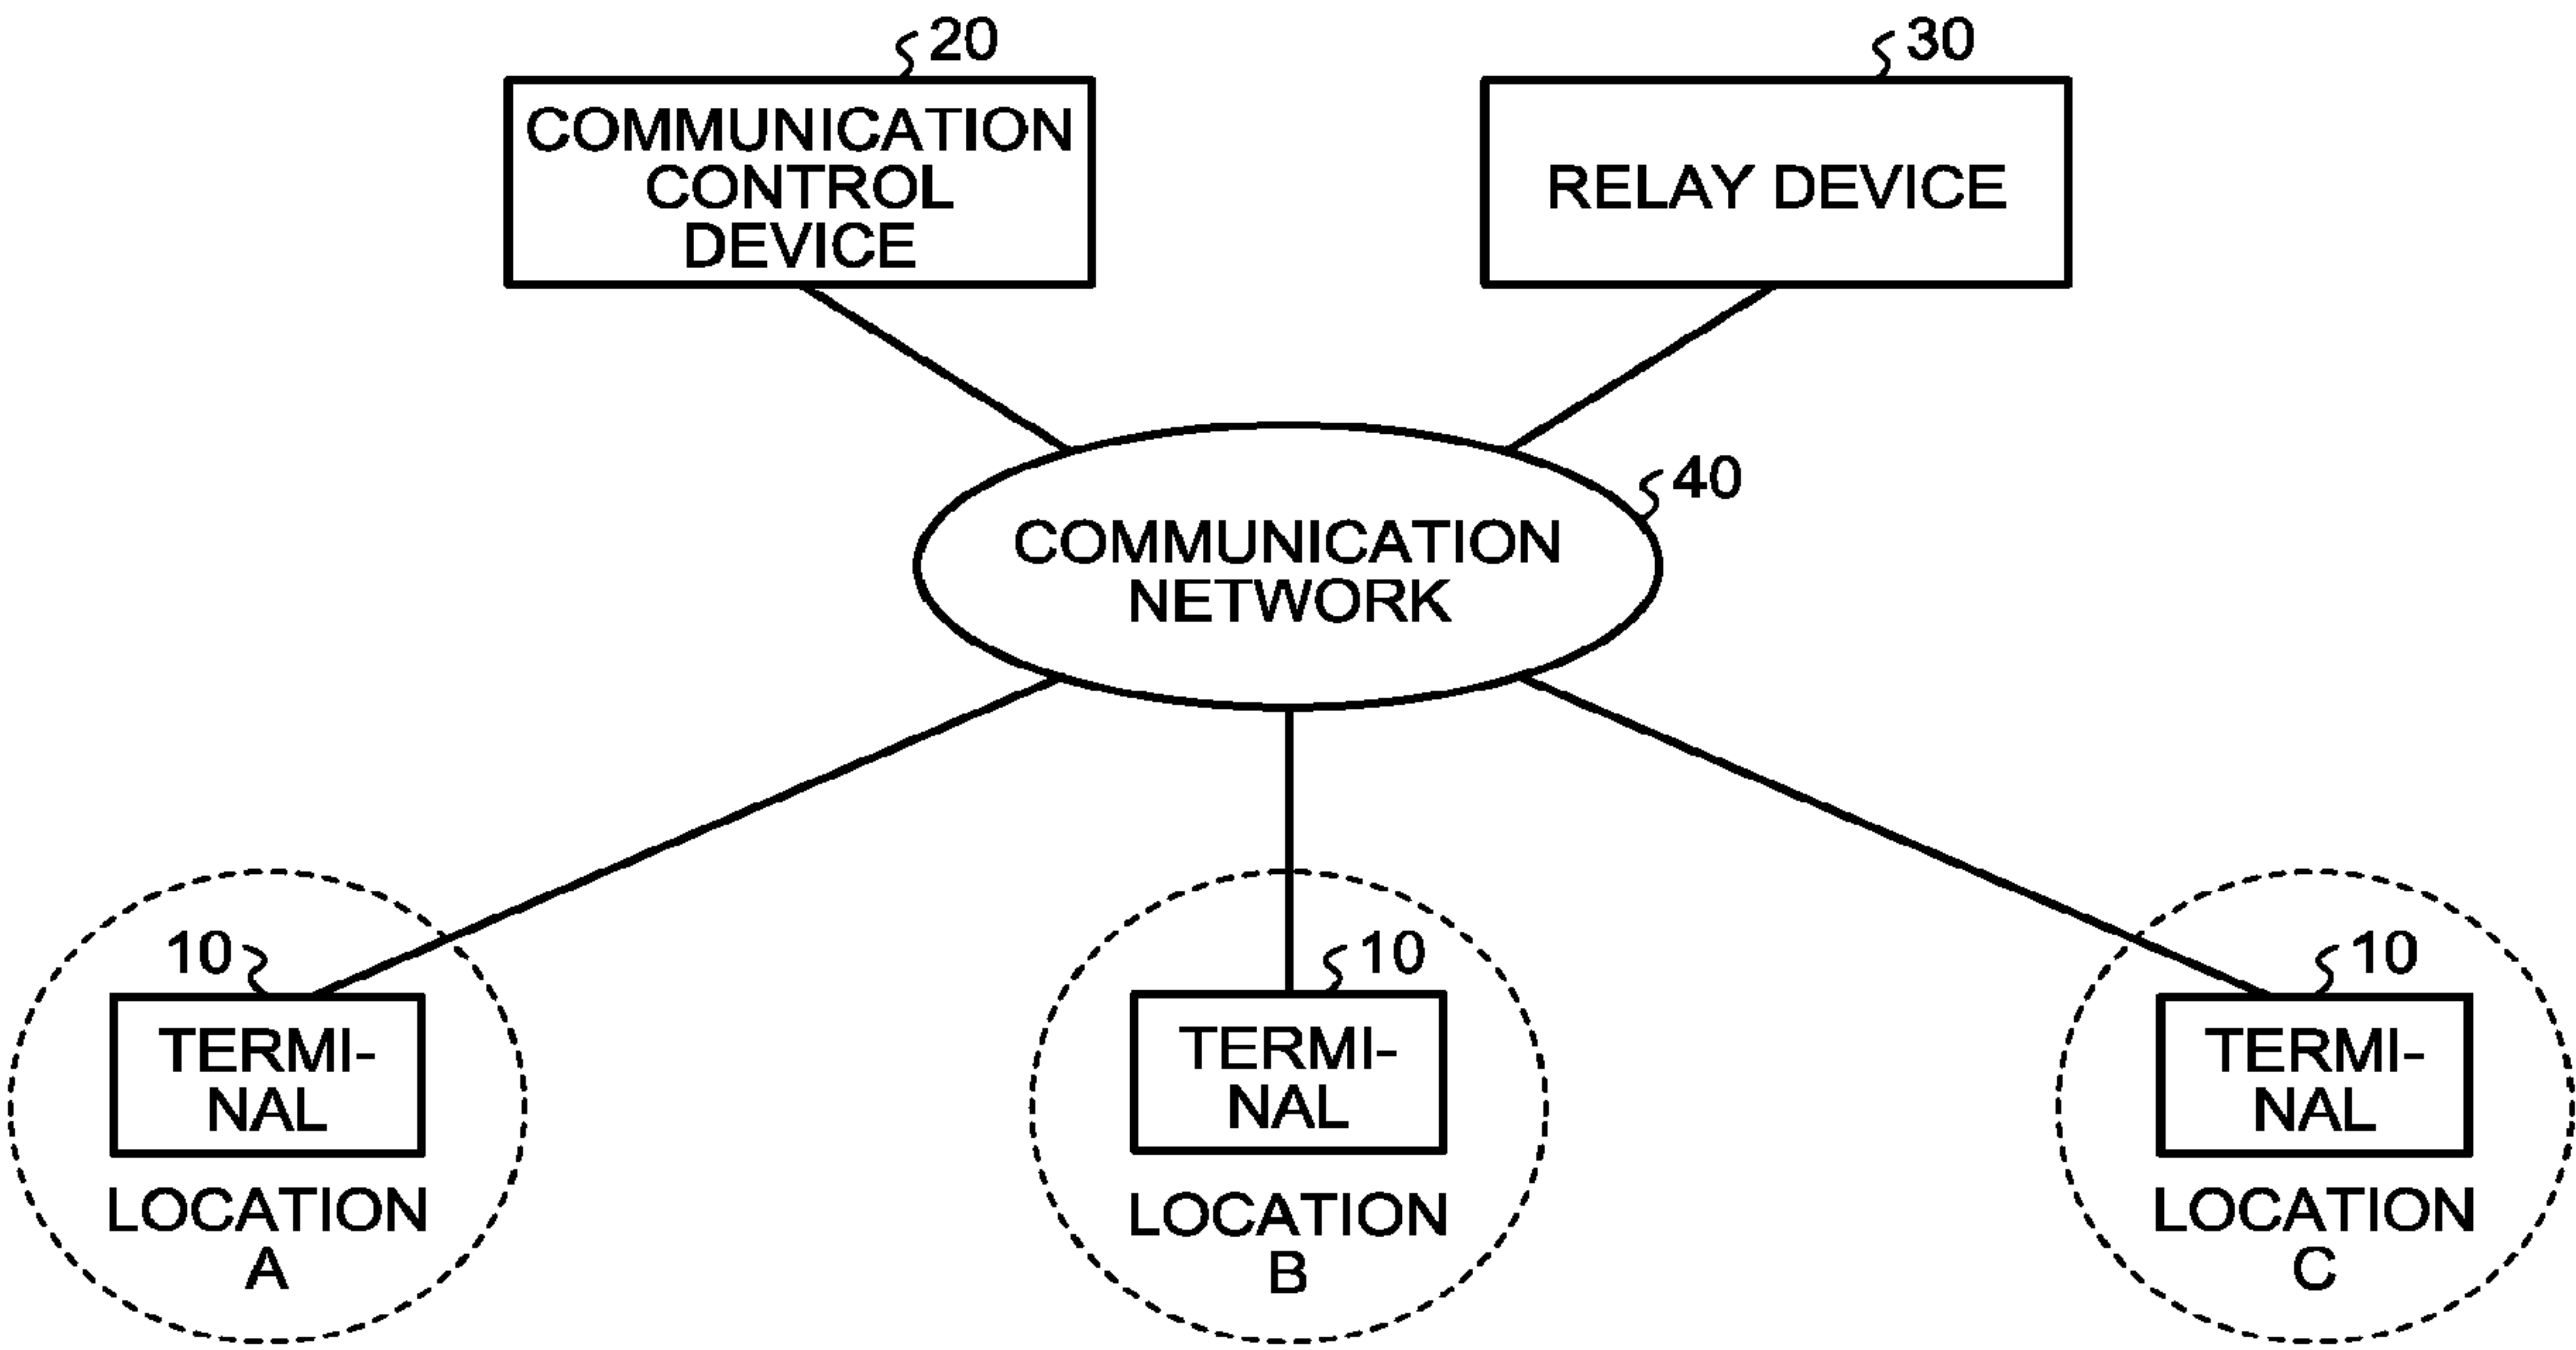 20
COMMUNICATION
CONTROL
DEVICE
30
RELAY DEVICE
40
COMMUNICATION
NETWORK
10
TERMI-
NAL
LOCATION
A
10
TERMI-
NAL
LOCATION
B
10
TERMI-
NAL
LOCATION
C